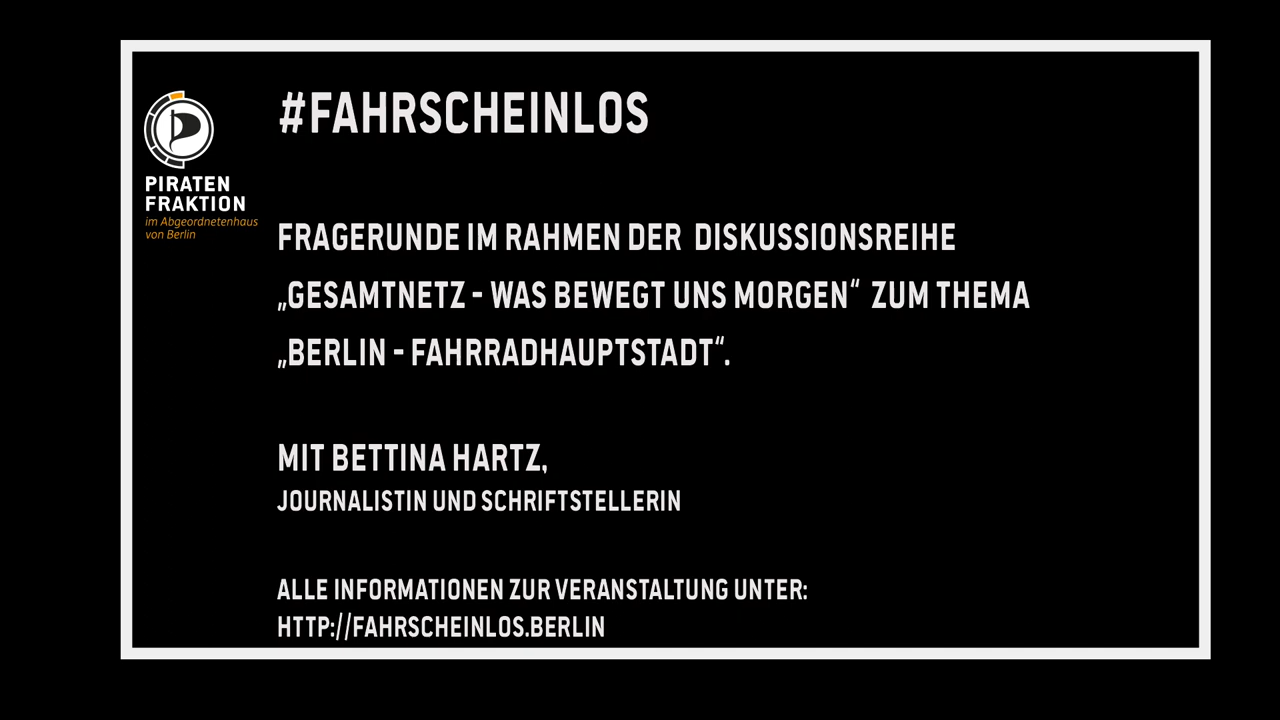 #FAHRSCHEINLOS
PIRATEN
FRAKTION
im Abgeordnetenhaus
von Berlin
FRAGERUNDE IM RAHMEN DER DISKUSSIONSREIHE
„GESAMTNETZ - WAS BEWEGT UNS MORGEN“ ZUM THEMA
„BERLIN - FAHRRADHAUPTSTADT“.
MIT BETTINA HARTZ,
JOURNALISTIN UND SCHRIFTSTELLERIN
ALLE INFORMATIONEN ZUR VERANSTALTUNG UNTER:
HTTP://FAHRSCHEINLOS.BERLIN